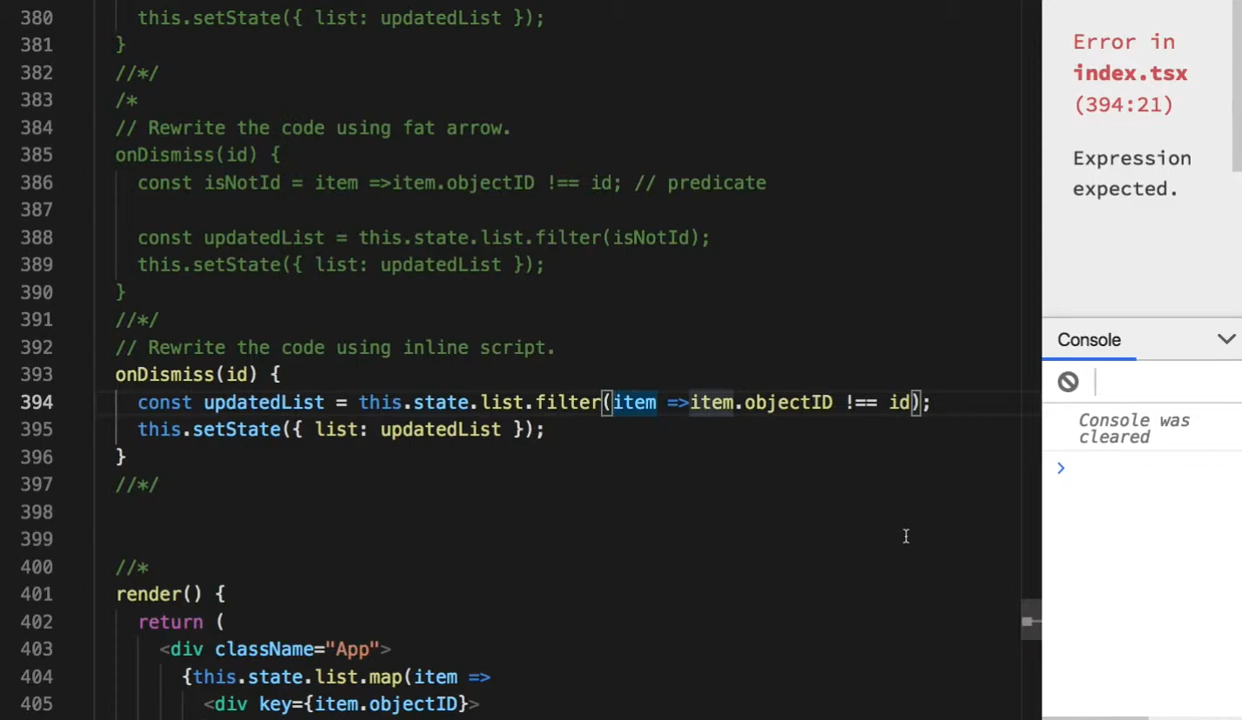 380 this.setState({ list: updatedList });
381 }
382 //*/
383 /*
384 // Rewrite the code using fat arrow.
385 onDismiss(id) {
386 const isNotId = item =>item.objectID !== id; // predicate
387
388 const updatedList = this.state.list.filter(isNotId);
389 this.setState({ list: updatedList });
390 }
391 //*/
392 // Rewrite the code using inline script.
393 onDismiss(id) {
394 const updatedList = this.state.list.filter(item =>item.objectID !== id);
395 this.setState({ list: updatedList });
396 }
397 //*/
398
399
400 //*
401 render() {
402 return (
403 <div className="App">
404 {this.state.list.map(item =>
405 <div key={item.objectID}>
Error in
index.tsx
(394:21)
Expression
expected.
Console
Console was
cleared
>